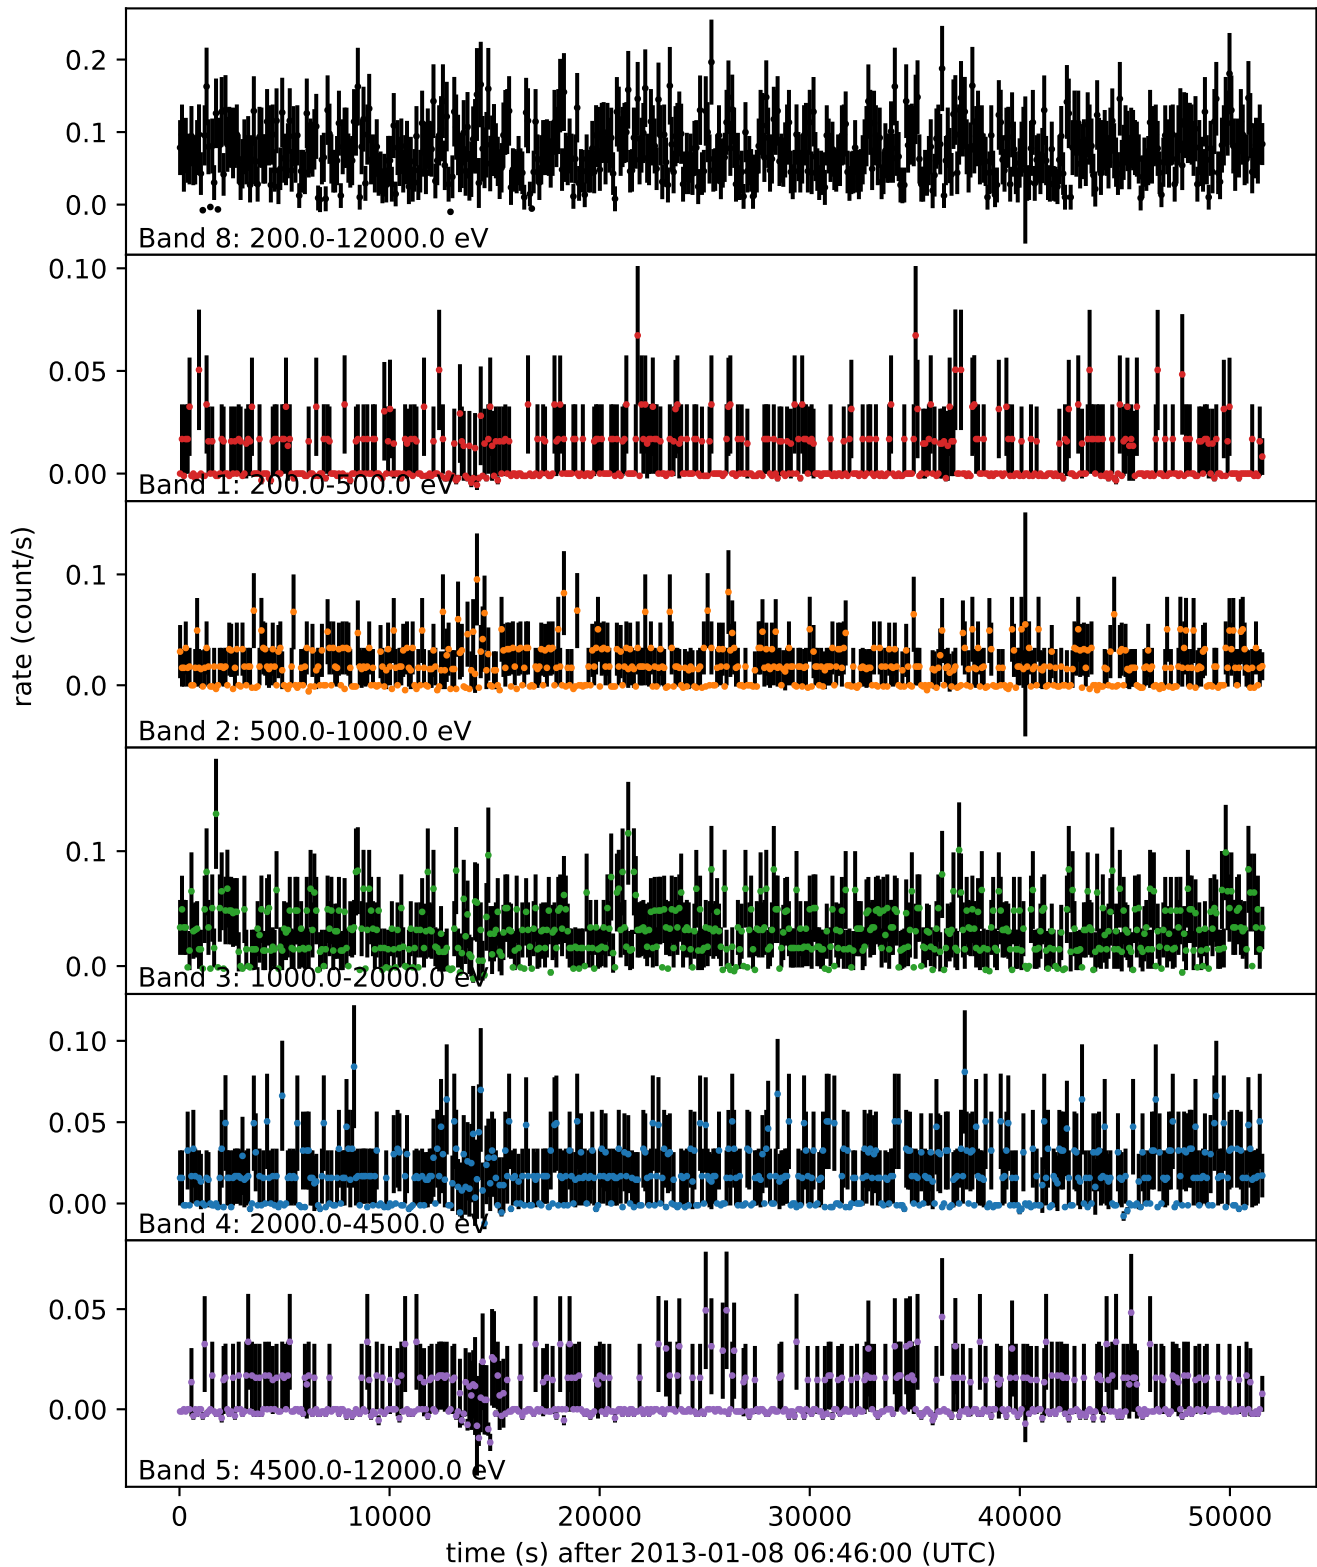 0.2
0.1
0.0
Band 8: 200.0-12000.0 eV
0.10
0.05
0.00
Band 1: 200.0-500.0 eV
rate (count/s)
0.1
0.0
Band 2: 500.0-1000.0 eV
0.1
0.0
Band 3: 1000.0-2000.0 eV
0.10
0.05
0.00
Band 4: 2000.0-4500.0 eV
0.05
0.00
Band 5: 4500.0-12000.0 eV
0 10000 20000 30000 40000 50000
time (s) after 2013-01-08 06:46:00 (UTC)